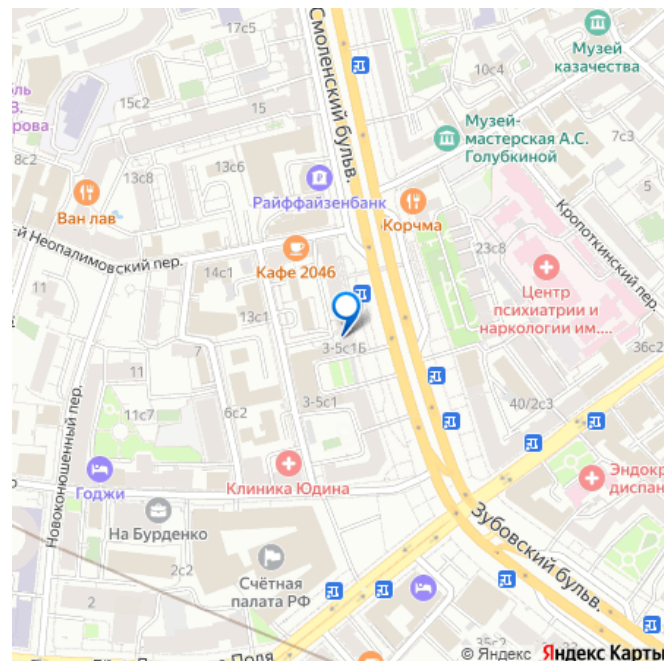 17с5
Смоленский бульв.
10с4
Музей
казачества
15с2
15
8с2
13с6
13с8
Райффайзенбанк
Музей-
мастерская А.С.
Голубкиной
7с3
5
Ван лав
Корчма
Кропоткинский пер.
-й Неопалимовский пер.
Кафе 2046
14с1
23с8
Центр
психиатрии и
наркологии им....
13с1
3-5с1Б
36с2
7
11
3-5с1
11с7
6с2
40/2с3
Новоконюшенный пер.
Клиника Юдина
Годжи
На Бурденко
Эндокр
диспан
Зубовский бульв.
2с2
Счётная
палата РФ
2
35с2
Поля
© Яндекс Яндекс Карты